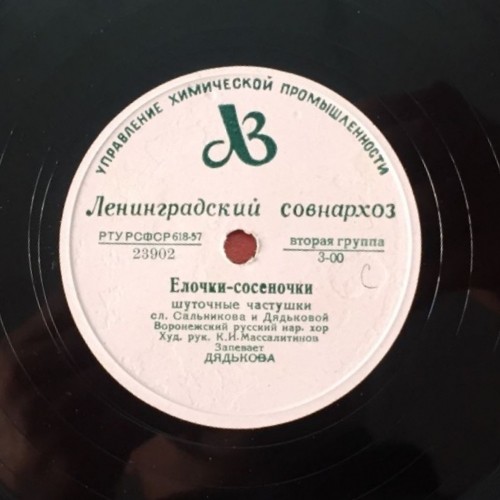 УПРАВЛЕНИЕ ХИМИЧЕСКОЙ ПРОМЫШЛЕННОСТИ
ЛЗ
Ленинградский совнархоз
РТУ РСФСР 618-57
23902
вторая группа
3-00
С
Елочки-сосеночки
шуточные частушки
сл. Сальникова и Дядьковой
Воронежский русский нар. хор
Худ. рук. К.И.Массалитинов
Запевает
ДЯДЬКОВА